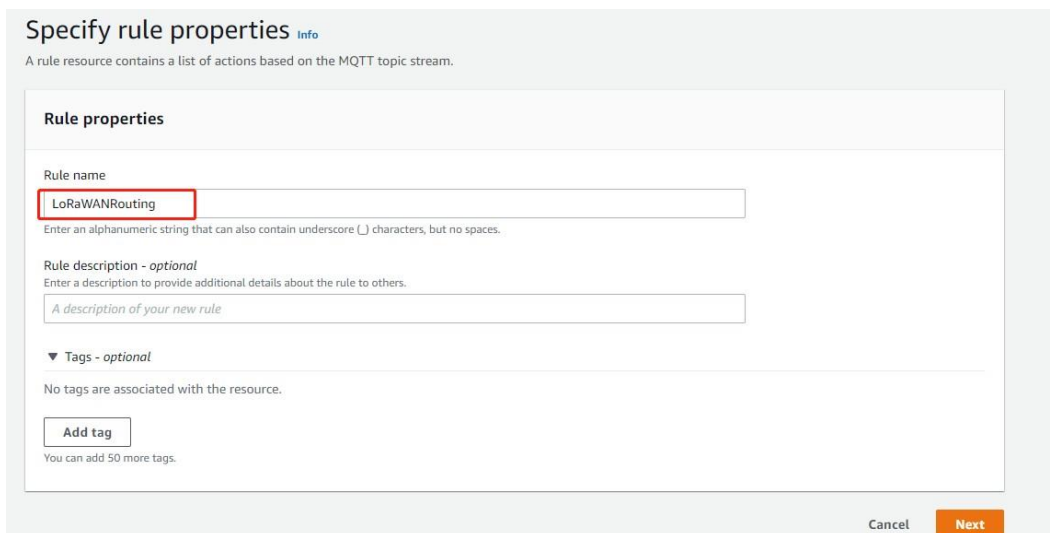 Specify rule properties Info
A rule resource contains a list of actions based on the MQTT topic stream.
Rule properties
Rule name
LoRaWANRouting
Enter an alphanumeric string that can also contain underscore (_) characters, but no spaces.
Rule description - optional
Enter a description to provide additional details about the rule to others.
A description of your new rule
▼ Tags - optional
No tags are associated with the resource.
Add tag
You can add 50 more tags.
Cancel Next